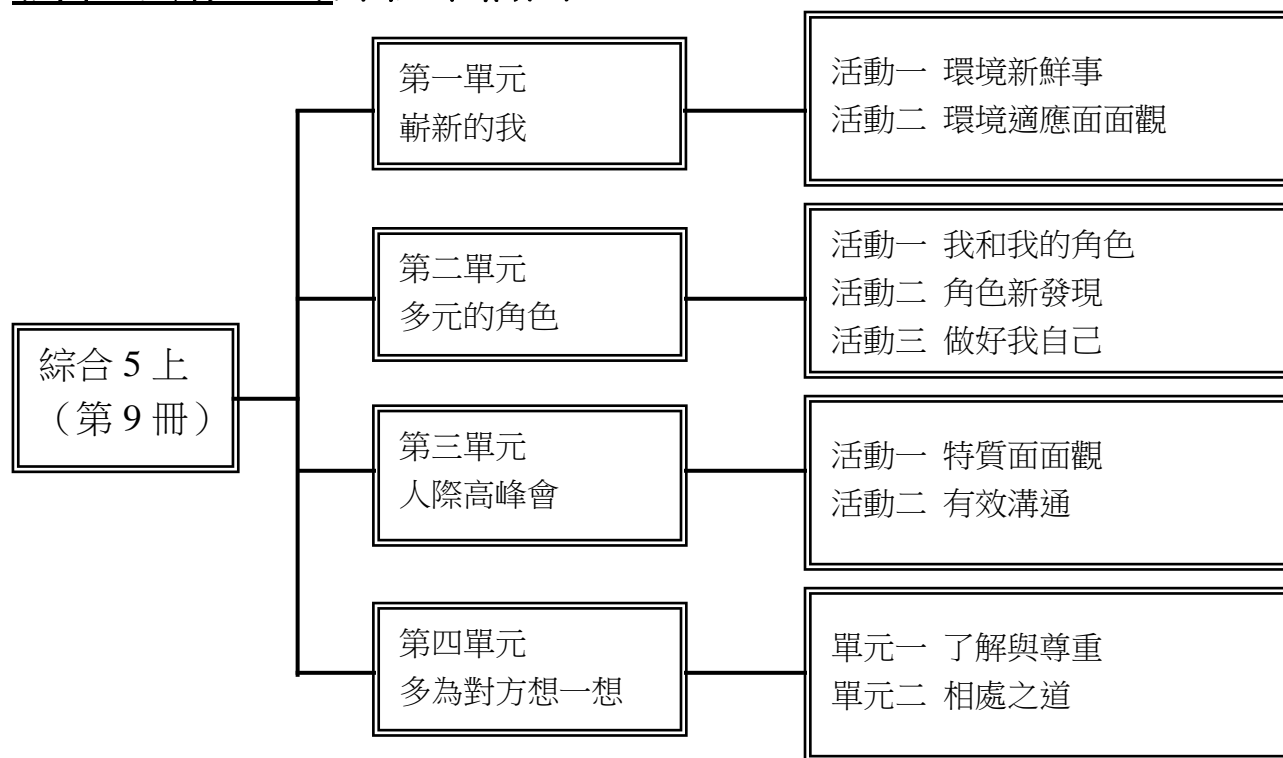 綜合 5 上
（第 9 冊）
第一單元
嶄新的我
活動一 環境新鮮事
活動二 環境適應面面觀
第二單元
多元的角色
活動一 我和我的角色
活動二 角色新發現
活動三 做好我自己
第三單元
人際高峰會
活動一 特質面面觀
活動二 有效溝通
第四單元
多為對方想一想
單元一 了解與尊重
單元二 相處之道